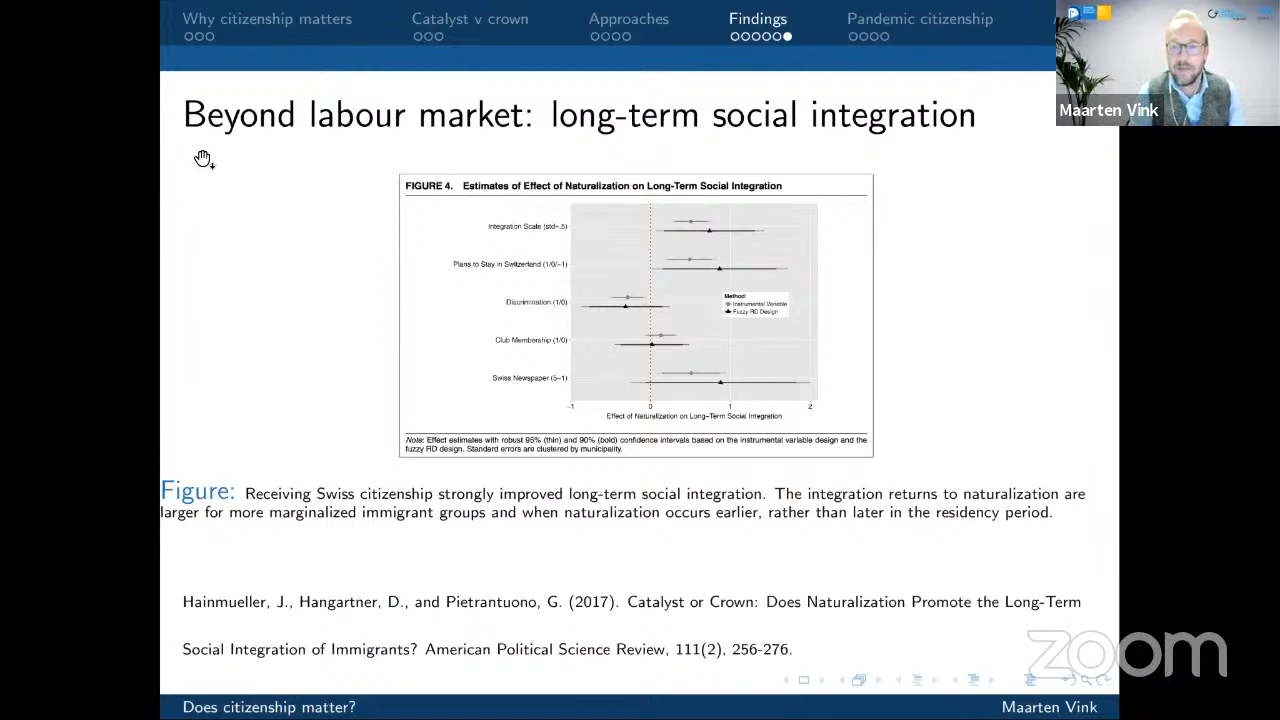 Why citizenship matters
Catalyst v crown
Approaches
Findings
Pandemic citizenship
Maarten Vink
Beyond labour market: long-term social integration
FIGURE 4. Estimates of Effect of Naturalization on Long-Term Social Integration
Integration Scale (std=.5)
Plans to Stay in Switzerland (1/0/−1)
Discrimination (1/0)
Method:
Instrumental Variable
Fuzzy RD Design
Club Membership (1/0)
Swiss Newspaper (5−1)
−1 0 1 2
Effect of Naturalization on Long−Term Social Integration
Note: Effect estimates with robust 95% (thin) and 90% (bold) confidence intervals based on the instrumental variable design and the
fuzzy RD design. Standard errors are clustered by municipality.
Figure: Receiving Swiss citizenship strongly improved long-term social integration. The integration returns to naturalization are
larger for more marginalized immigrant groups and when naturalization occurs earlier, rather than later in the residency period.
Hainmueller, J., Hangartner, D., and Pietrantuono, G. (2017). Catalyst or Crown: Does Naturalization Promote the Long-Term
Social Integration of Immigrants? American Political Science Review, 111(2), 256-276.
zoom
Does citizenship matter?
Maarten Vink